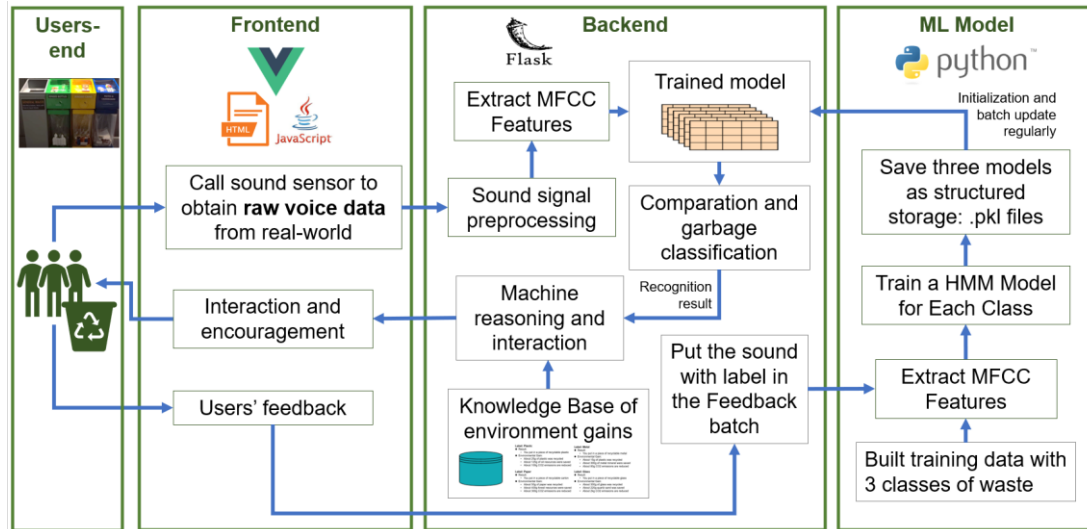 Users-
end
Frontend
Backend
ML Model
HTML
JavaScript
Flask
python™
Call sound sensor to
obtain raw voice data
from real-world
Interaction and
encouragement
Users' feedback
Extract MFCC
Features
Sound signal
preprocessing
Trained model
Comparation and
garbage
classification
Recognition
result
Machine
reasoning and
interaction
Knowledge Base of
environment gains
Put the sound
with label in
the Feedback
batch
Initialization and
batch update
regularly
Save three models
as structured
storage: .pkl files
Train a HMM Model
for Each Class
Extract MFCC
Features
Built training data with
3 classes of waste